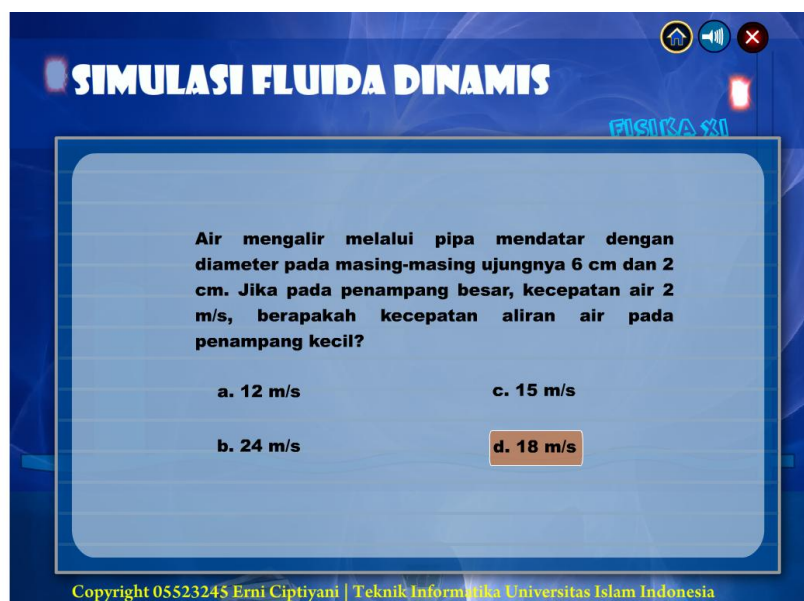 SIMULASI FLUIDA DINAMIS
FISIKA XI
Air mengalir melalui pipa mendatar dengan
diameter pada masing-masing ujungnya 6 cm dan 2
cm. Jika pada penampang besar, kecepatan air 2
m/s, berapakah kecepatan aliran air pada
penampang kecil?
a. 12 m/s
c. 15 m/s
b. 24 m/s
d. 18 m/s
Copyright 05523245 Erni Ciptiyani | Teknik Informatika Universitas Islam Indonesia